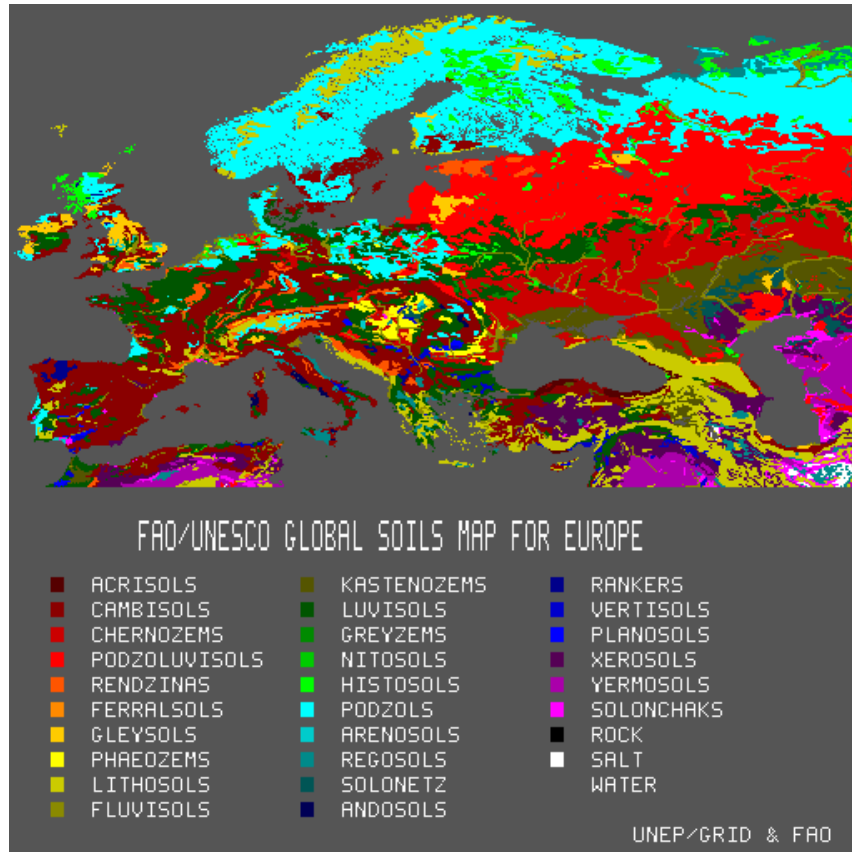 FAO/UNESCO GLOBAL SOILS MAP FOR EUROPE
ACRISOLS
CAMBISOLS
CHERNOZEMS
PODZOLUVISOLS
RENDZINAS
FERRALSOLS
GLEYSOLS
PHAEOZEMS
LITHOSOLS
FLUVISOLS
KASTENOZEMS
LUVISOLS
GREYZEMS
NITOSOLS
HISTOSOLS
PODZOLS
ARENOSOLS
REGOSOLS
SOLONETZ
ANDOSOLS
RANKERS
VERTISOLS
PLANOSOLS
XEROSOLS
YERMOSOLS
SOLONCHAKS
ROCK
SALT
WATER
UNEP/GRID & FAO